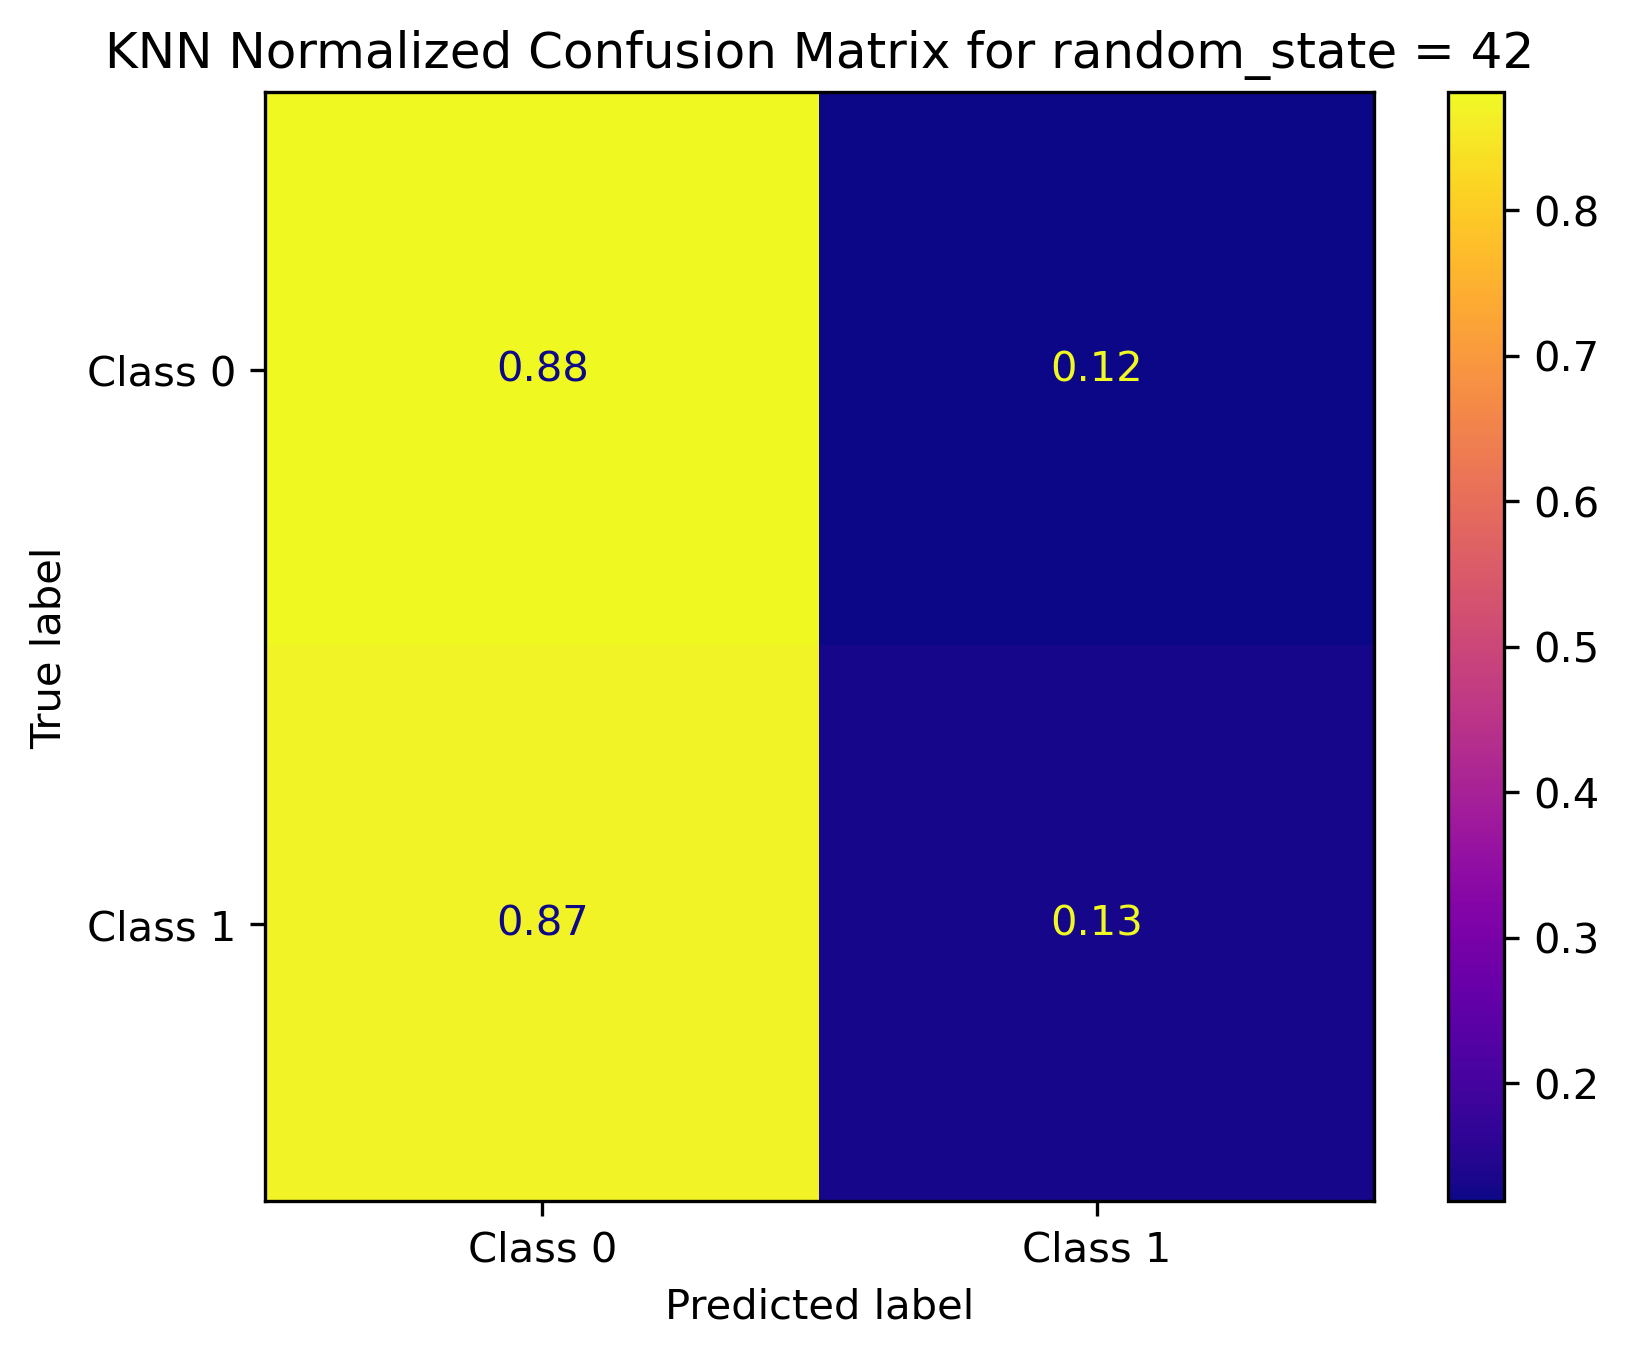 KNN Normalized Confusion Matrix for random_state = 42
True label
Class 0
0.88
0.12
Class 1
0.87
0.13
Class 0
Class 1
Predicted label
0.8
0.7
0.6
0.5
0.4
0.3
0.2